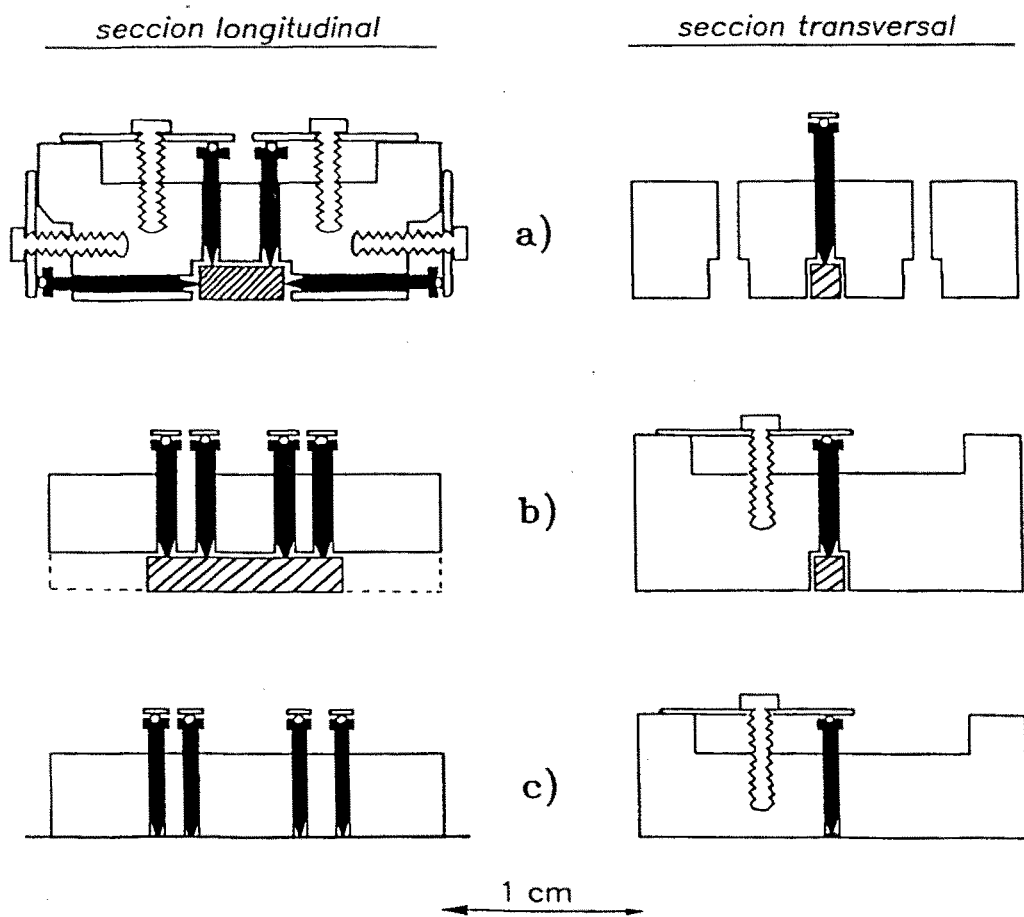 seccion longitudinal
seccion transversal
a)
b)
c)
1 cm